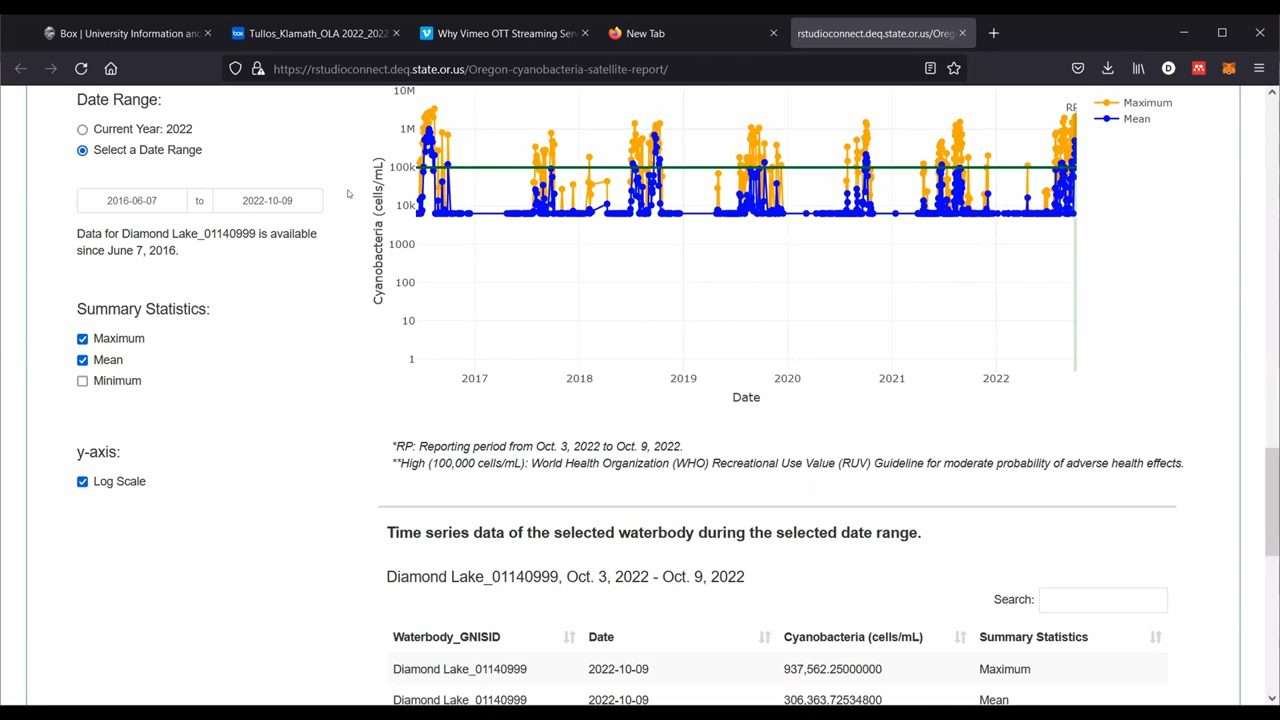 Box | University Information and
Tullos_Klamath_OLA 2022_2022
Why Vimeo OTT Streaming Serv
New Tab
rstudioconnect.deq.state.or.us/Oreg
https://rstudioconnect.deq.state.or.us/Oregon-cyanobacteria-satellite-report/
Date Range:
Current Year: 2022
Select a Date Range
2016-06-07 to 2022-10-09
Data for Diamond Lake_01140999 is available
since June 7, 2016.
Summary Statistics:
Maximum
Mean
Minimum
y-axis:
Log Scale
10M
1M
100k
10k
1000
100
10
1
Cyanobacteria (cells/mL)
RP
Maximum
Mean
2017 2018 2019 2020 2021 2022
Date
*RP: Reporting period from Oct. 3, 2022 to Oct. 9, 2022.
**High (100,000 cells/mL): World Health Organization (WHO) Recreational Use Value (RUV) Guideline for moderate probability of adverse health effects.
Time series data of the selected waterbody during the selected date range.
Diamond Lake_01140999, Oct. 3, 2022 - Oct. 9, 2022
Search:
Waterbody_GNISID Date Cyanobacteria (cells/mL) Summary Statistics
Diamond Lake_01140999 2022-10-09 937,562.25000000 Maximum
Diamond Lake_01140999 2022-10-09 306,363.72534800 Mean